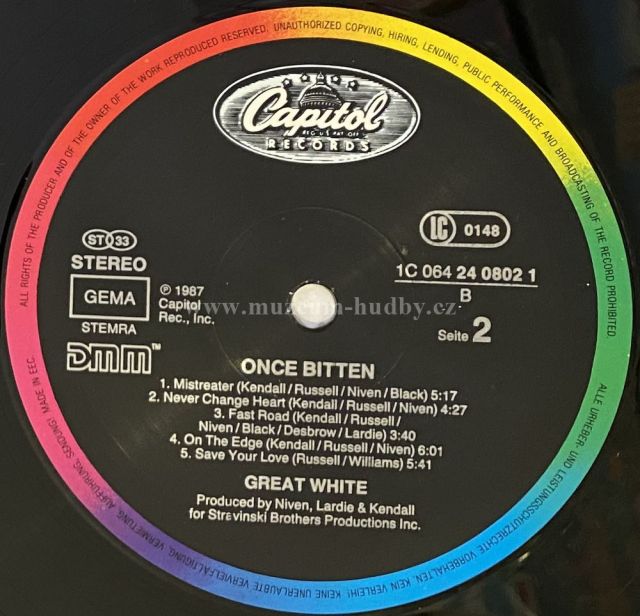 ALL RIGHTS OF THE PRODUCER AND OF THE OWNER OF THE WORK REPRODUCED RESERVED. UNAUTHORIZED COPYING, HIRING, LENDING, PUBLIC PERFORMANCE AND BROADCASTING OF THE RECORD PROHIBITED.
Capitol
REG. U.S. PAT. OFF.
RECORDS
ST 33
STEREO
GEMA
STEMRA
DMM™
℗ 1987
Capitol
Rec., Inc.
1C 0148
1C 064 24 0802 1
B
Seite 2
www.muzeum-hudby.cz
ONCE BITTEN
1. Mistreater (Kendall / Russell / Niven / Black) 5:17
2. Never Change Heart (Kendall / Russell / Niven) 4:27
3. Fast Road (Kendall / Russell /
Niven / Black / Desbrow / Lardie) 3:40
4. On The Edge (Kendall / Russell / Niven) 6:01
5. Save Your Love (Russell / Williams) 5:41
GREAT WHITE
Produced by Niven, Lardie & Kendall
for Strevinski Brothers Productions Inc.
ALLE URHEBER- UND LEISTUNGSSCHUTZRECHTE VORBEHALTEN. KEIN VERLEIH! KEINE UNERLAUBTE VERVIELFÄLTIGUNG, VERMIETUNG, AUFFÜHRUNG, SENDUNG! MADE IN EEC.